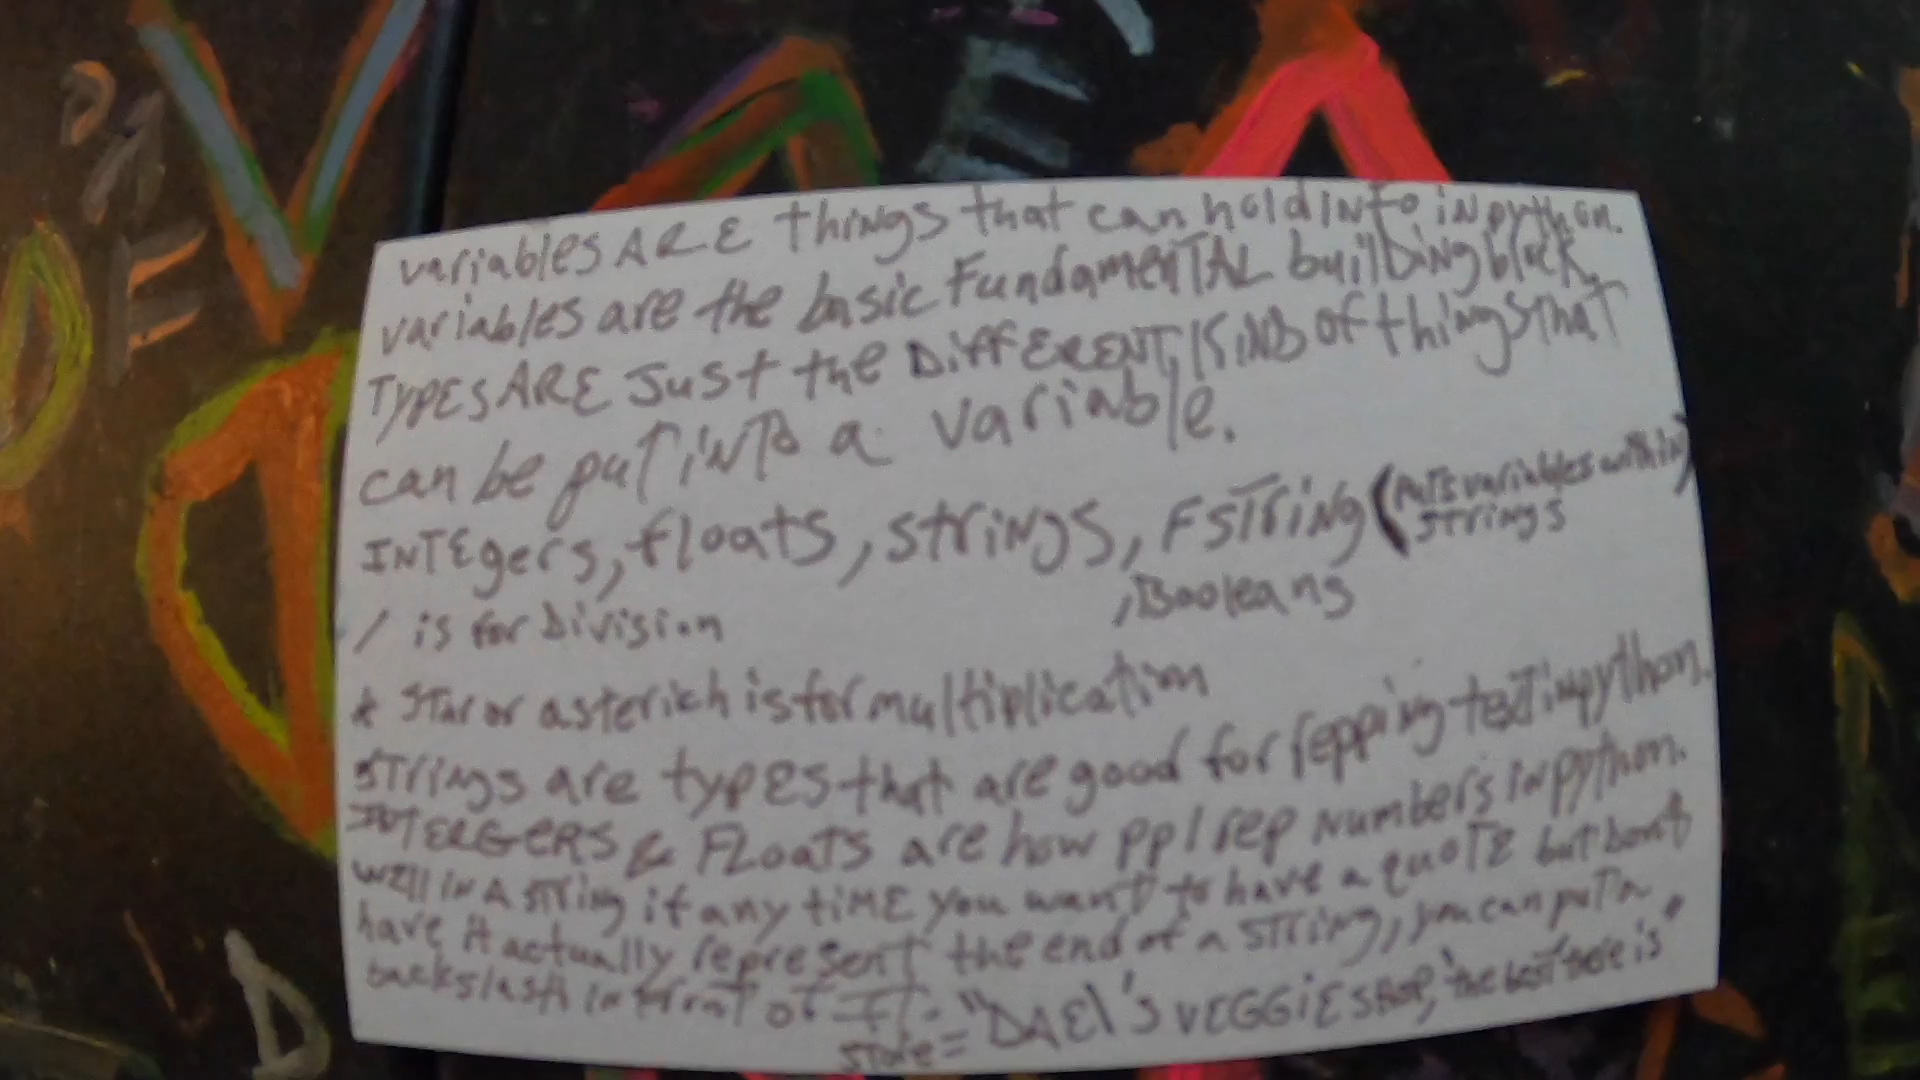 variables ARE things that can hold info in python.
variables are the basic FundamenTAL builDing block.
TYPES ARE Just the DiffERENT KiNDS of things that
can be put iNTO a variable.
INTEgers, floats, strings, FSTRiNg (puts variables within)
strings
, Booleans
/ is for Division
* STar or asterich is for multiplication
STrings are types that are good for repping text in python.
INTERGERS & FLoats are how ppl rep Numbers in python.
Well IN A STring if any tiME you want to have a quoTE but don't
have it actually represent the end of a STring, you can put a
backslash in front of IT.
store = "DAEl's VEGGiE SHOP, 'the best there is"